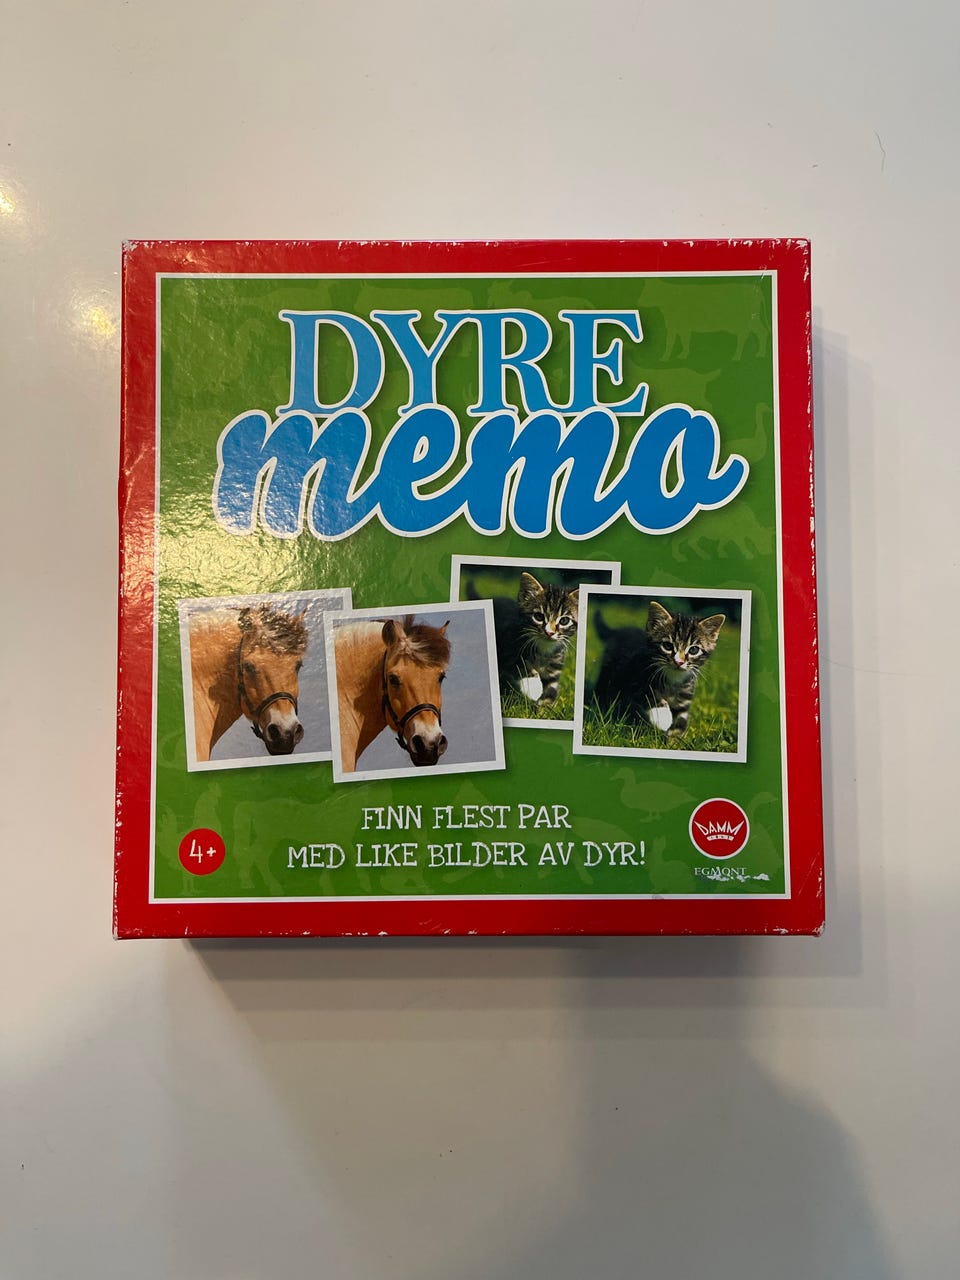 DYRE
memo
FINN FLEST PAR
MED LIKE BILDER AV DYR!
4+
DAMM
EGMONT